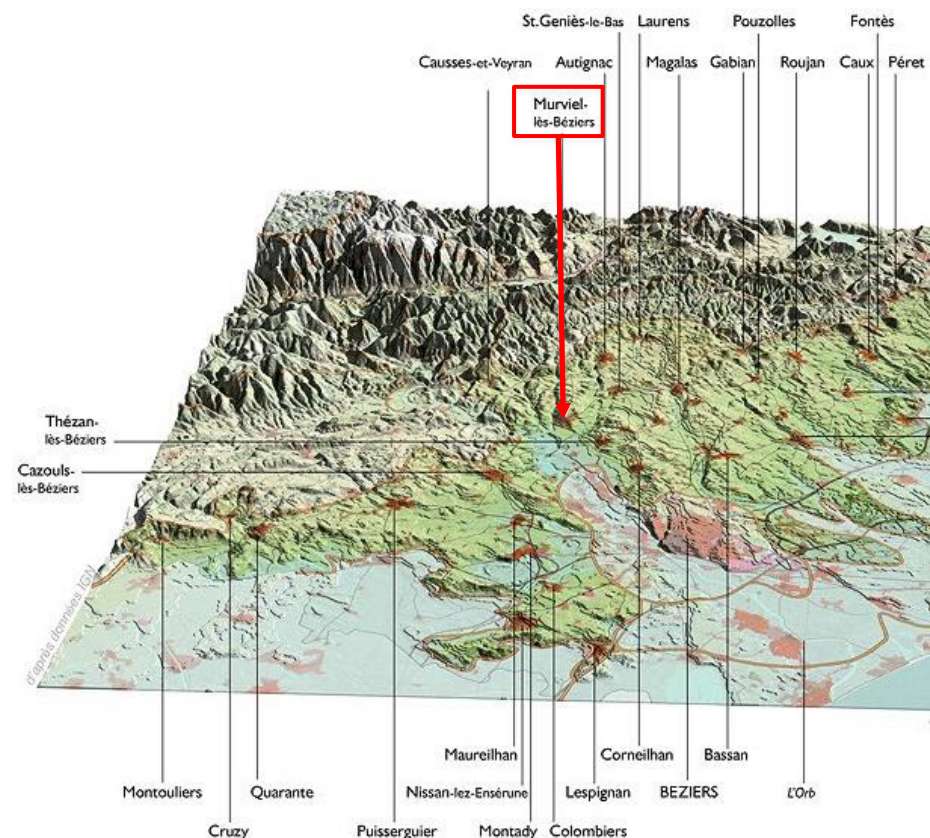 St.Geniès-le-Bas Laurens Pouzolles Fontès
Causses-et-Veyran Autignac Magalas Gabian Roujan Caux Péret
Murviel-
lès-Béziers
Thézan-
lès-Béziers
Cazouls-
lès-Béziers
d'après données IGN
Maureilhan Corneilhan Bassan
Montouliers Quarante Nissan-lez-Ensérune Lespignan BEZIERS L'Orb
Cruzy Puisserguier Montady Colombiers